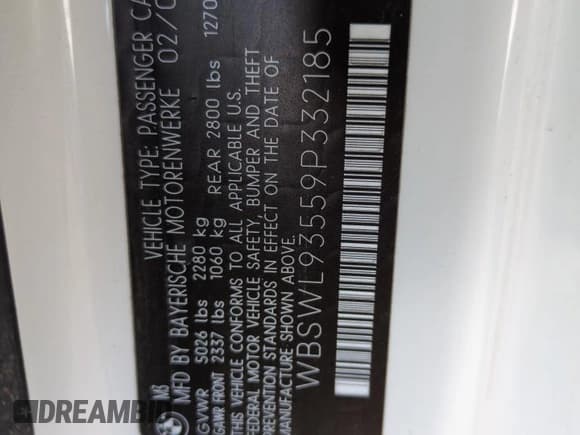 VEHICLE TYPE: PASSENGER CA
MFD BY BAYERISCHE MOTORENWERKE 02/0
GVWR 5026 lbs 2280 kg
GAWR FRONT 2337 lbs 1060 kg REAR 2800 lbs 1270
THIS VEHICLE CONFORMS TO ALL APPLICABLE U.S.
FEDERAL MOTOR VEHICLE SAFETY, BUMPER AND THEFT
PREVENTION STANDARDS IN EFFECT ON THE DATE OF
MANUFACTURE SHOWN ABOVE.
WBSWL93559P332185
DREAMBID